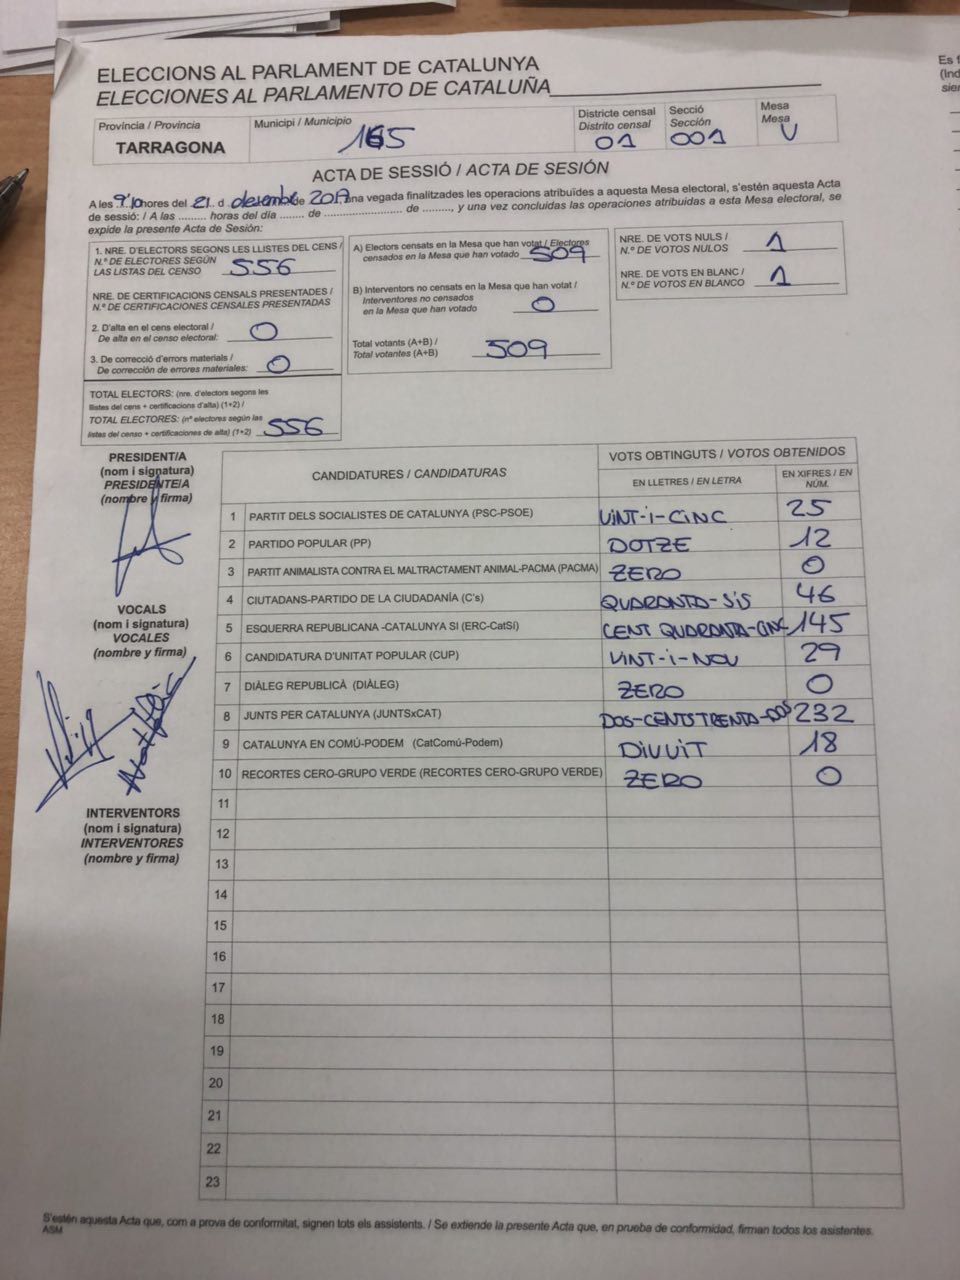 ELECCIONS AL PARLAMENT DE CATALUNYA
ELECCIONES AL PARLAMENTO DE CATALUÑA
Es f
(Ind
sier
Província / Provincia
TARRAGONA
Municipi / Municipio
165
Districte censal
Distrito censal
01
Secció
Sección
001
Mesa
Mesa
U
ACTA DE SESSIÓ / ACTA DE SESIÓN
A les 9'10 hores del 21 d desembre de 2017 una vegada finalitzades les operacions atribuïdes a aquesta Mesa electoral, s'estén aquesta Acta
de sessió: / A las ......... horas del día ....... de ...................... de ........, y una vez concluidas las operaciones atribuidas a esta Mesa electoral, se
expide la presente Acta de Sesión:
1. NRE. D'ELECTORS SEGONS LES LLISTES DEL CENS /
N.º DE ELECTORES SEGÚN
LAS LISTAS DEL CENSO 556
NRE. DE CERTIFICACIONS CENSALS PRESENTADES /
N.º DE CERTIFICACIONES CENSALES PRESENTADAS
2. D'alta en el cens electoral /
De alta en el censo electoral: 0
3. De correcció d'errors materials /
De corrección de errores materiales: 0
TOTAL ELECTORS: (nre. d'electors segons les
llistes del cens + certificacions d'alta) (1+2) /
TOTAL ELECTORES: (nº electores según las
listas del censo + certificaciones de alta) (1+2) 556
A) Electors censats en la Mesa que han votat / Electores
censados en la Mesa que han votado 509
B) Interventors no censats en la Mesa que han votat /
Interventores no censados
en la Mesa que han votado 0
Total votants (A+B) /
Total votantes (A+B) 509
NRE. DE VOTS NULS /
N.º DE VOTOS NULOS 1
NRE. DE VOTS EN BLANC /
N.º DE VOTOS EN BLANCO 1
PRESIDENT/A
(nom i signatura)
PRESIDENTE/A
(nombre y firma)
VOCALS
(nom i signatura)
VOCALES
(nombre y firma)
INTERVENTORS
(nom i signatura)
INTERVENTORES
(nombre y firma)
CANDIDATURES / CANDIDATURAS
VOTS OBTINGUTS / VOTOS OBTENIDOS
EN LLETRES / EN LETRA
EN XIFRES / EN
NÚM.
1 PARTIT DELS SOCIALISTES DE CATALUNYA (PSC-PSOE) VINT-I-CINC 25
2 PARTIDO POPULAR (PP) DOTZE 12
3 PARTIT ANIMALISTA CONTRA EL MALTRACTAMENT ANIMAL-PACMA (PACMA) ZERO 0
4 CIUTADANS-PARTIDO DE LA CIUDADANÍA (C's) QUARANTA-SIS 46
5 ESQUERRA REPUBLICANA -CATALUNYA SI (ERC-CatSí) CENT QUARANTA-CINC 145
6 CANDIDATURA D'UNITAT POPULAR (CUP) VINT-I-NOU 29
7 DIÀLEG REPUBLICÀ (DIÀLEG) ZERO 0
8 JUNTS PER CATALUNYA (JUNTSxCAT) DOS-CENTS TRENTA-DOS 232
9 CATALUNYA EN COMÚ-PODEM (CatComú-Podem) DIVUIT 18
10 RECORTES CERO-GRUPO VERDE (RECORTES CERO-GRUPO VERDE) ZERO 0
11
12
13
14
15
16
17
18
19
20
21
22
23
S'estén aquesta Acta que, com a prova de conformitat, signen tots els assistents. / Se extiende la presente Acta que, en prueba de conformidad, firman todos los asistentes.
ASM